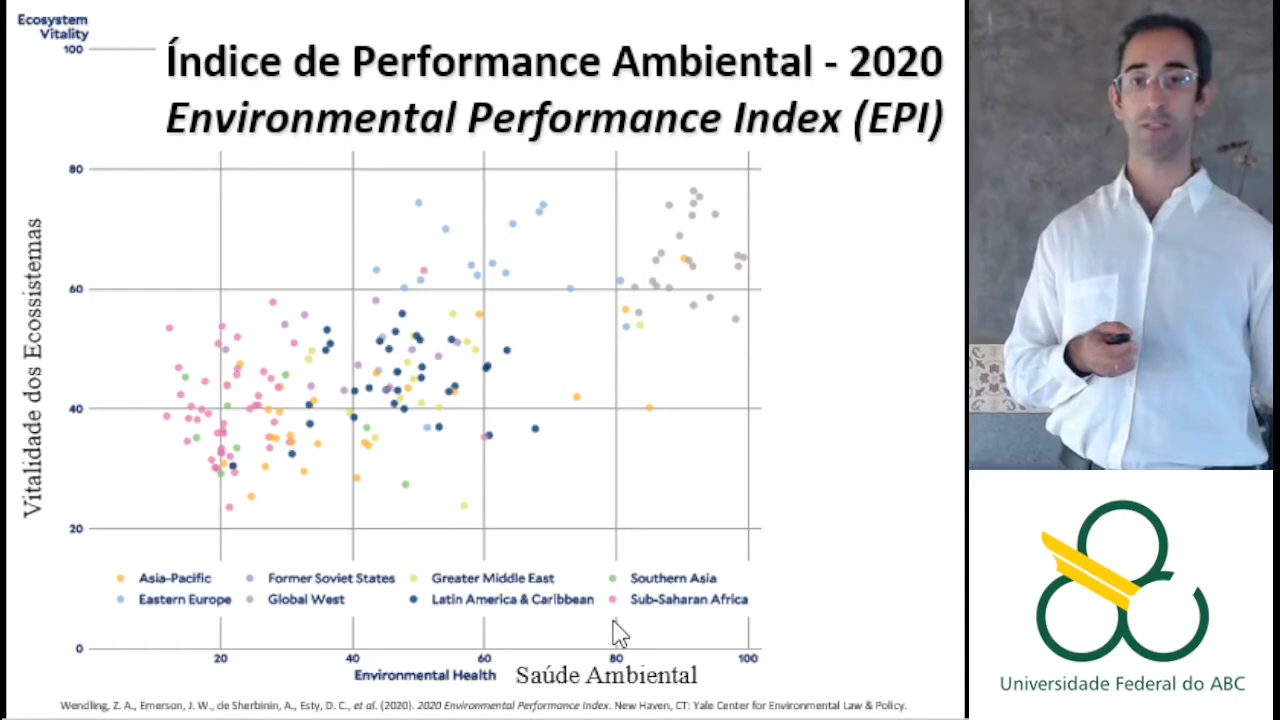 Ecosystem
Vitality
Índice de Performance Ambiental - 2020
Environmental Performance Index (EPI)
100
80
60
40
20
0
Vitalidade dos Ecossistemas
Asia-Pacific Former Soviet States Greater Middle East Southern Asia
Eastern Europe Global West Latin America & Caribbean Sub-Saharan Africa
20 40 60 80 100
Environmental Health Saúde Ambiental
Wendling, Z. A., Emerson, J. W., de Sherbinin, A., Esty, D. C., et al. (2020). 2020 Environmental Performance Index. New Haven, CT: Yale Center for Environmental Law & Policy.
Universidade Federal do ABC